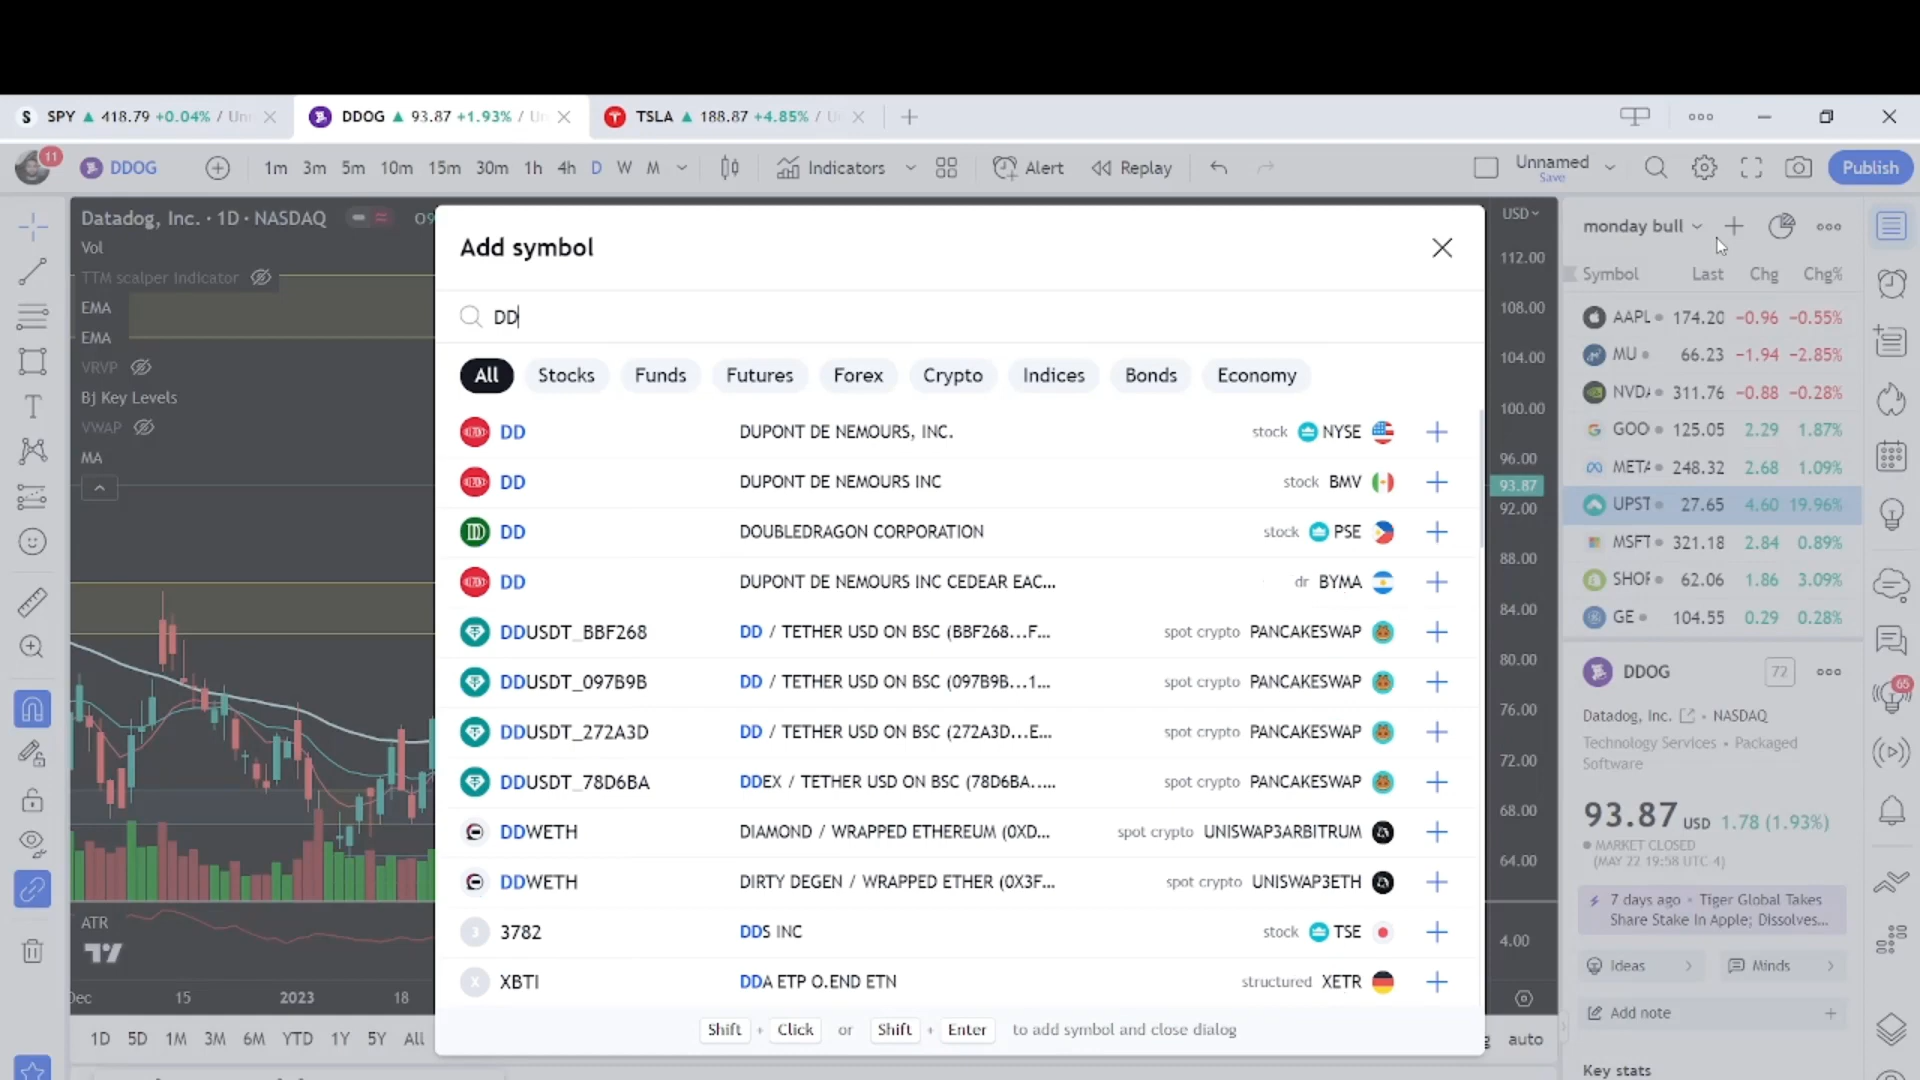 S SPY 418.79 +0.04% / Un
DDOG 93.87 +1.93% / U
TSLA 188.87 +4.85% / U
11
DDOG
1m 3m 5m 10m 15m 30m 1h 4h D W M
Indicators
Alert
Replay
Unnamed
Save
Publish
Datadog, Inc. · 1D · NASDAQ
Vol
TTM scalper Indicator
EMA
EMA
VRVP
Bj Key Levels
VWAP
MA
ATR
Dec 15 2023 18
1D 5D 1M 3M 6M YTD 1Y 5Y All
Add symbol
DD
All Stocks Funds Futures Forex Crypto Indices Bonds Economy
DD DUPONT DE NEMOURS, INC. stock NYSE
DD DUPONT DE NEMOURS INC stock BMV
DD DOUBLEDRAGON CORPORATION stock PSE
DD DUPONT DE NEMOURS INC CEDEAR EAC... dr BYMA
DDUSDT_BBF268 DD / TETHER USD ON BSC (BBF268...F... spot crypto PANCAKESWAP
DDUSDT_097B9B DD / TETHER USD ON BSC (097B9B...1... spot crypto PANCAKESWAP
DDUSDT_272A3D DD / TETHER USD ON BSC (272A3D...E... spot crypto PANCAKESWAP
DDUSDT_78D6BA DDEX / TETHER USD ON BSC (78D6BA..... spot crypto PANCAKESWAP
DDWETH DIAMOND / WRAPPED ETHEREUM (0XD... spot crypto UNISWAP3ARBITRUM
DDWETH DIRTY DEGEN / WRAPPED ETHER (0X3F... spot crypto UNISWAP3ETH
3 3782 DDS INC stock TSE
X XBTI DDA ETP O.END ETN structured XETR
Shift + Click or Shift + Enter to add symbol and close dialog
USD
112.00
108.00
104.00
100.00
96.00
93.87
92.00
88.00
84.00
80.00
76.00
72.00
68.00
64.00
4.00
auto
monday bull
Symbol Last Chg Chg%
AAPL 174.20 −0.96 −0.55%
MU 66.23 −1.94 −2.85%
NVD 311.76 −0.88 −0.28%
GOO 125.05 2.29 1.87%
META 248.32 2.68 1.09%
UPST 27.65 4.60 19.96%
MSFT 321.18 2.84 0.89%
SHOP 62.06 1.86 3.09%
GE 104.55 0.29 0.28%
DDOG 72
Datadog, Inc. • NASDAQ
Technology Services • Packaged
Software
93.87 USD 1.78 (1.93%)
MARKET CLOSED
(MAY 22 19:58 UTC-4)
7 days ago • Tiger Global Takes
Share Stake In Apple; Dissolves...
Ideas
Minds
Add note
Key stats
65